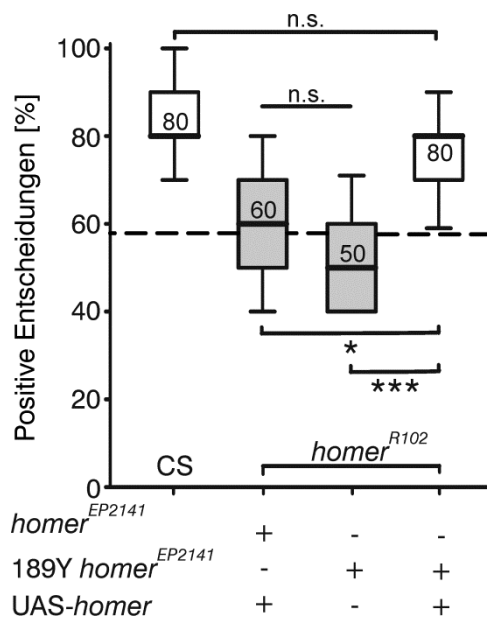 n.s.
100
n.s.
80
80
80
80
60
60
50
40
*
20
***
homer^R102
CS
0
Positive Entscheidungen [%]
homer^EP2141 + - -
189Y homer^EP2141 - + +
UAS-homer + - +